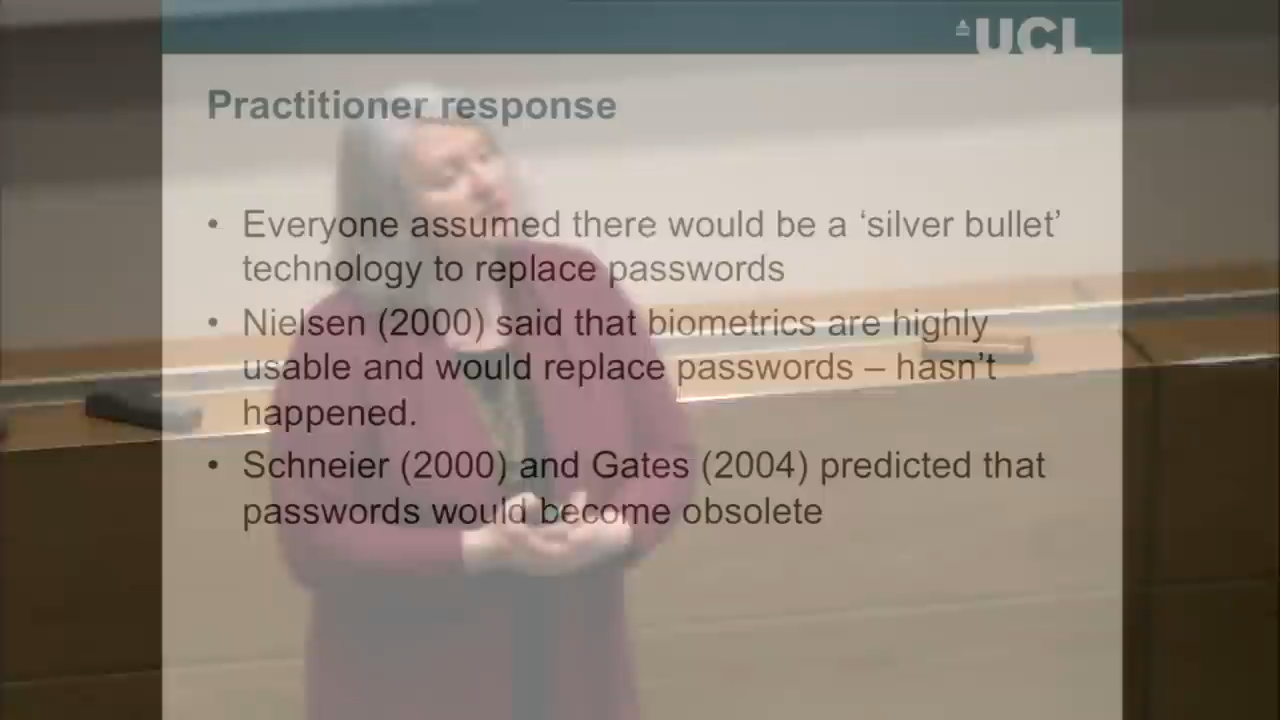 UCL
Practitioner response
• Everyone assumed there would be a ‘silver bullet’
technology to replace passwords
• Nielsen (2000) said that biometrics are highly
usable and would replace passwords – hasn’t
happened.
• Schneier (2000) and Gates (2004) predicted that
passwords would become obsolete